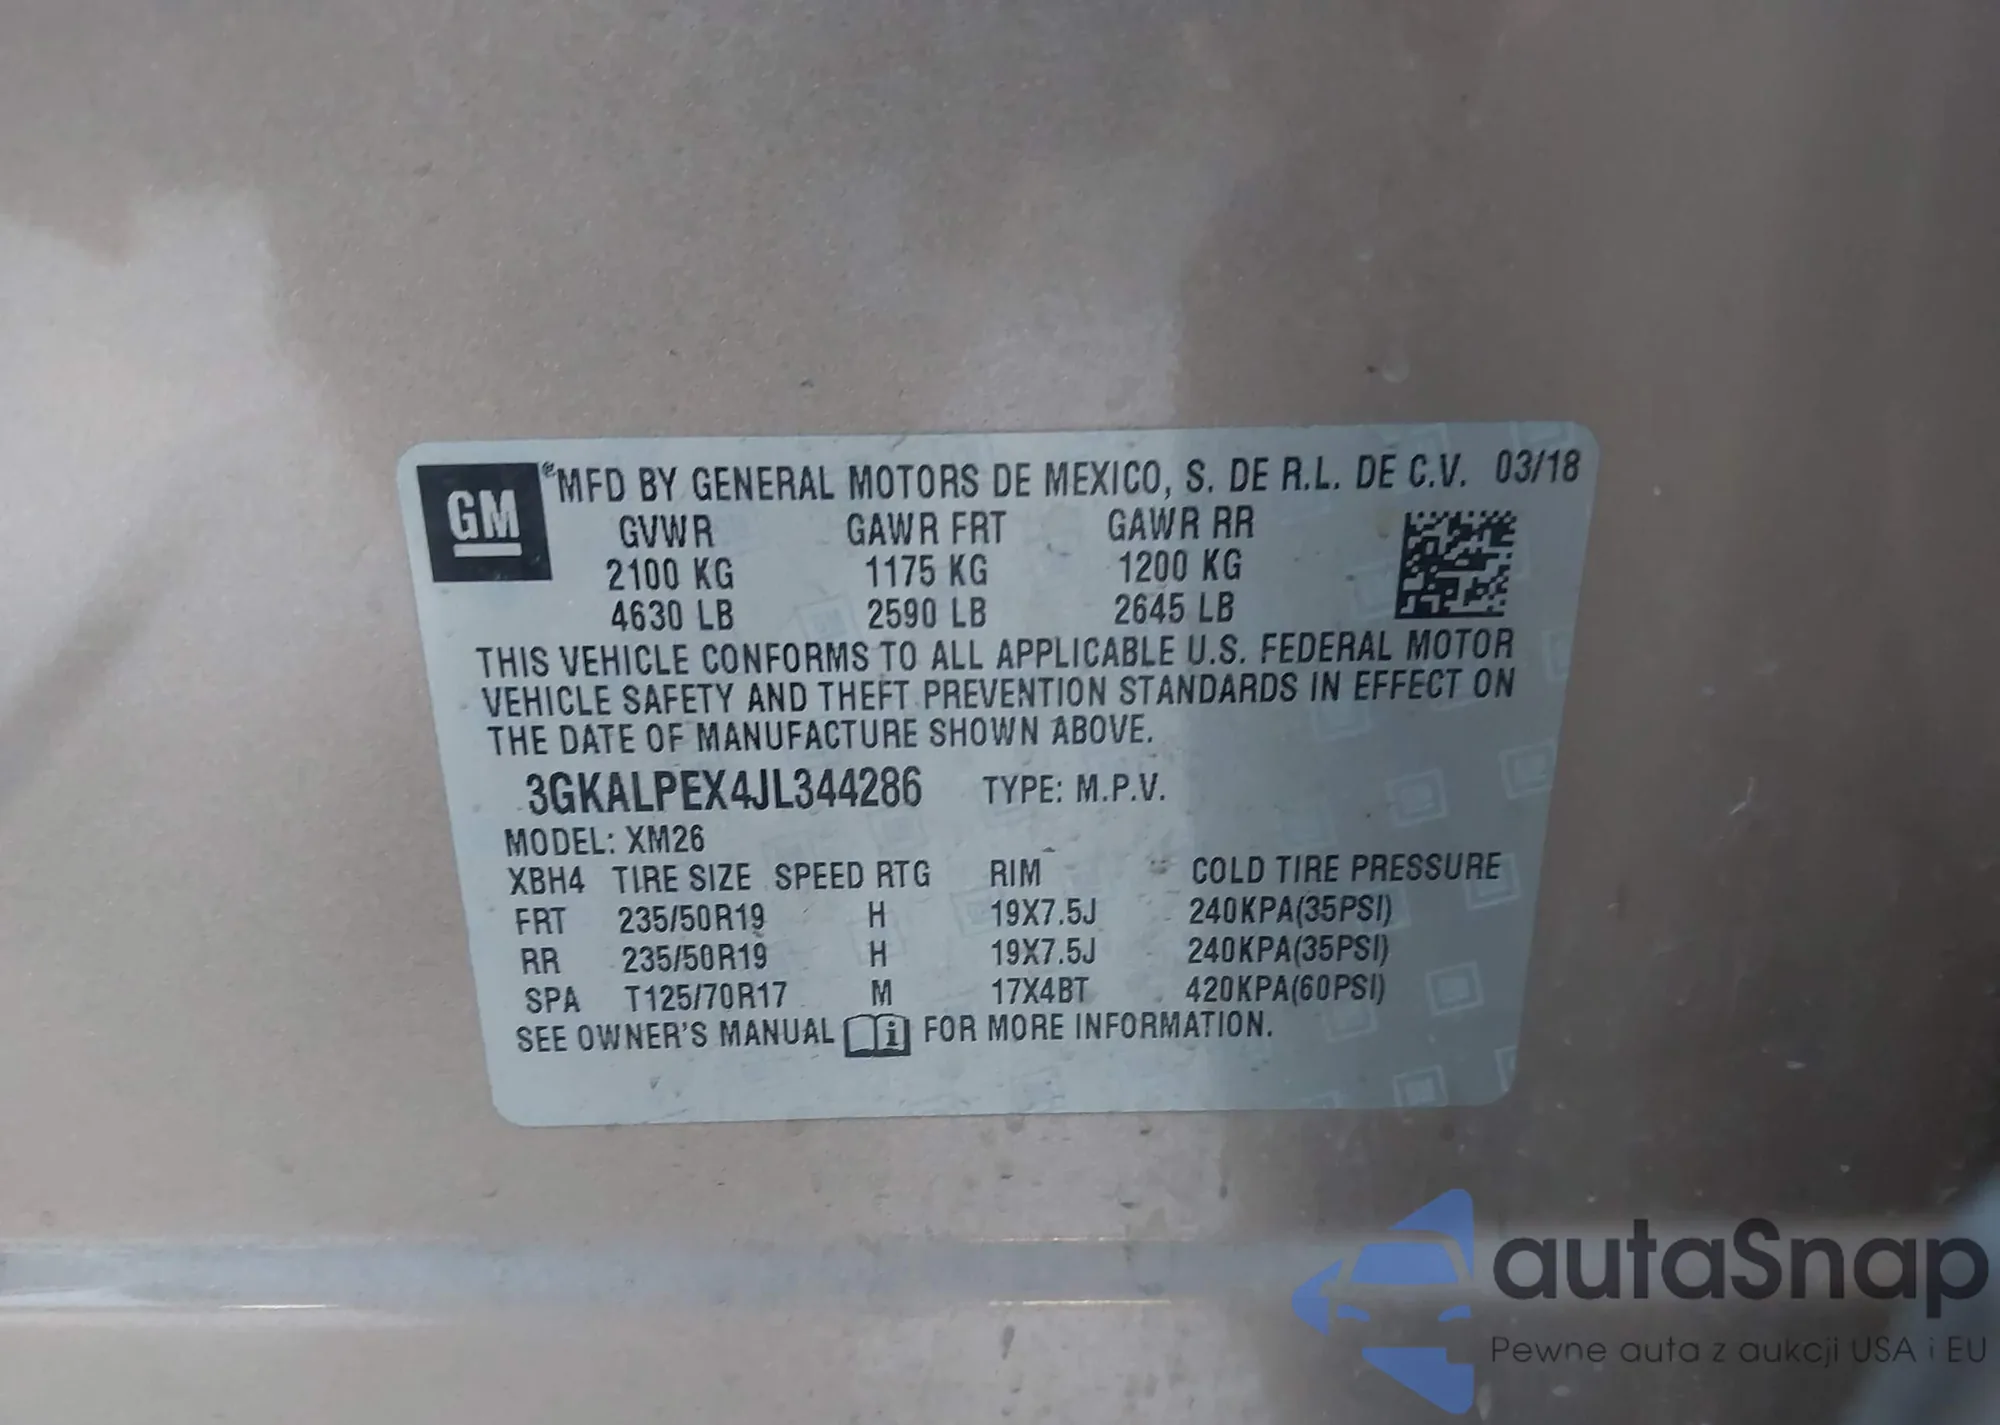 GM
MFD BY GENERAL MOTORS DE MEXICO, S. DE R.L. DE C.V. 03/18
GVWR GAWR FRT GAWR RR
2100 KG 1175 KG 1200 KG
4630 LB 2590 LB 2645 LB
THIS VEHICLE CONFORMS TO ALL APPLICABLE U.S. FEDERAL MOTOR
VEHICLE SAFETY AND THEFT PREVENTION STANDARDS IN EFFECT ON
THE DATE OF MANUFACTURE SHOWN ABOVE.
3GKALPEX4JL344286 TYPE: M.P.V.
MODEL: XM26
XBH4 TIRE SIZE SPEED RTG RIM COLD TIRE PRESSURE
FRT 235/50R19 H 19X7.5J 240KPA(35PSI)
RR 235/50R19 H 19X7.5J 240KPA(35PSI)
SPA T125/70R17 M 17X4BT 420KPA(60PSI)
SEE OWNER'S MANUAL i FOR MORE INFORMATION.
autaSnap
Pewne auta z aukcji USA i EU